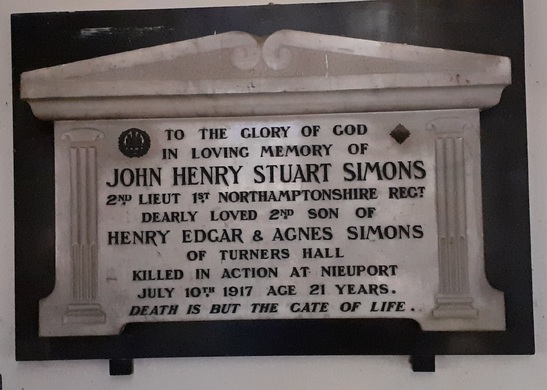 TO THE GLORY OF GOD
IN LOVING MEMORY OF
JOHN HENRY STUART SIMONS
2ND LIEUT 1ST NORTHAMPTONSHIRE REGT
DEARLY LOVED 2ND SON OF
HENRY EDGAR & AGNES SIMONS
OF TURNERS HALL
KILLED IN ACTION AT NIEUPORT
JULY 10TH 1917 AGE 21 YEARS.
DEATH IS BUT THE GATE OF LIFE.